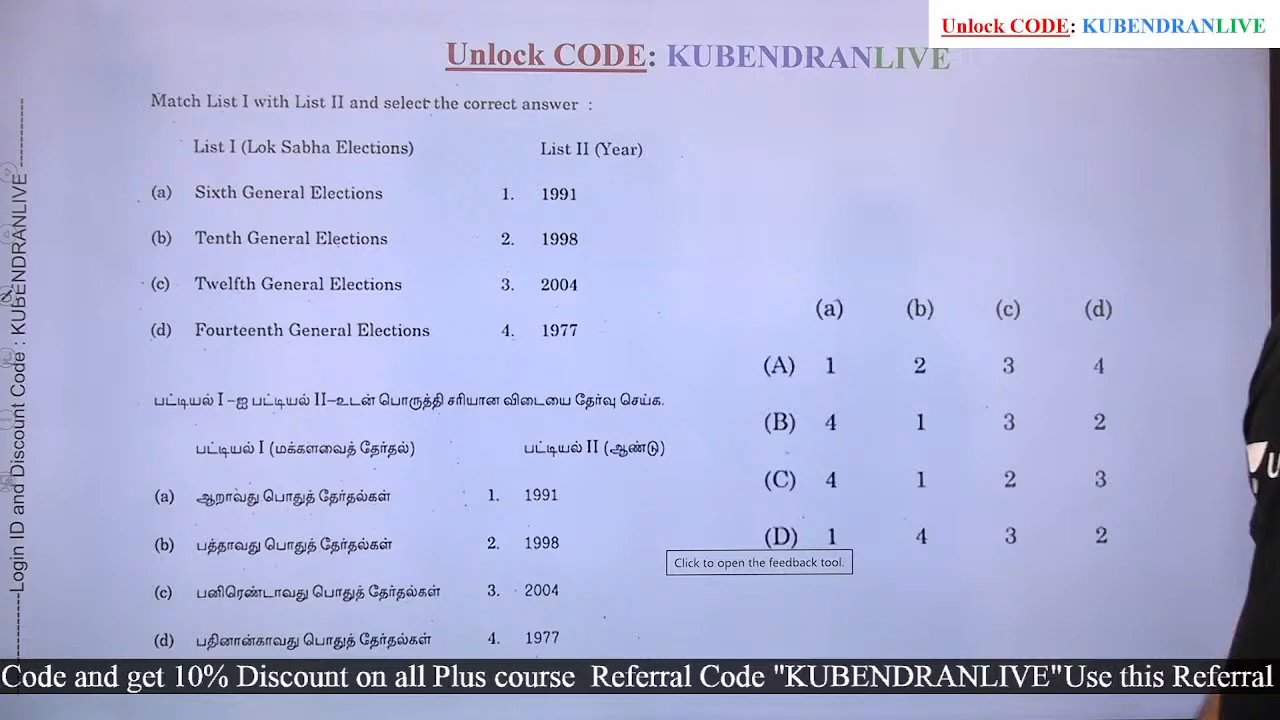 Unlock CODE: KUBENDRANLIVE
Unlock CODE: KUBENDRANLIVE
Match List I with List II and select the correct answer :
List I (Lok Sabha Elections) List II (Year)
(a) Sixth General Elections 1. 1991
(b) Tenth General Elections 2. 1998
(c) Twelfth General Elections 3. 2004
(d) Fourteenth General Elections 4. 1977
பட்டியல் I –ஐ பட்டியல் II–உடன் பொருத்தி சரியான விடையை தேர்வு செய்க.
பட்டியல் I (மக்களவைத் தேர்தல்) பட்டியல் II (ஆண்டு)
(a) ஆறாவது பொதுத் தேர்தல்கள் 1. 1991
(b) பத்தாவது பொதுத் தேர்தல்கள் 2. 1998
(c) பனிரெண்டாவது பொதுத் தேர்தல்கள் 3. 2004
(d) பதினான்காவது பொதுத் தேர்தல்கள் 4. 1977
(a) (b) (c) (d)
(A) 1 2 3 4
(B) 4 1 3 2
(C) 4 1 2 3
(D) 1 4 3 2
Click to open the feedback tool.
Login ID and Discount Code : KUBENDRANLIVE
Code and get 10% Discount on all Plus course Referral Code "KUBENDRANLIVE"Use this Referral